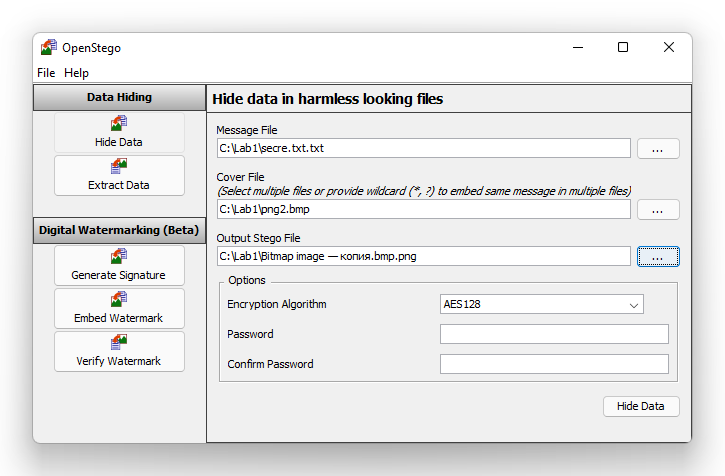 OpenStego
File Help
Data Hiding
Hide Data
Extract Data
Digital Watermarking (Beta)
Generate Signature
Embed Watermark
Verify Watermark
Hide data in harmless looking files
Message File
C:\Lab1\secre.txt.txt
...
Cover File
(Select multiple files or provide wildcard (*, ?) to embed same message in multiple files)
C:\Lab1\png2.bmp
...
Output Stego File
C:\Lab1\Bitmap image — копия.bmp.png
...
Options
Encryption Algorithm
AES128
Password
Confirm Password
Hide Data